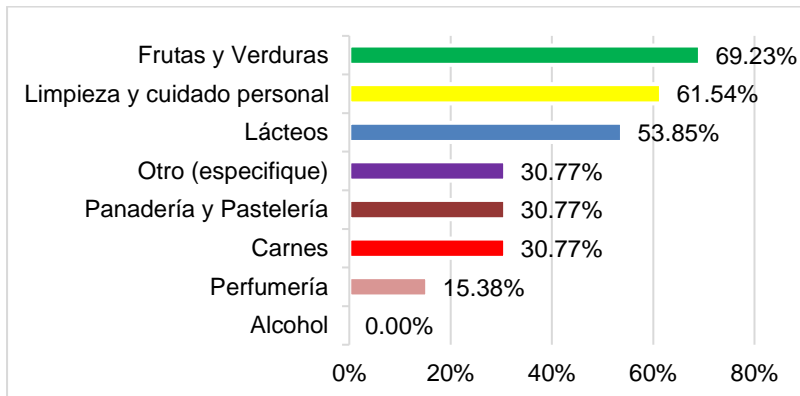 Frutas y Verduras 69.23%
Limpieza y cuidado personal 61.54%
Lácteos 53.85%
Otro (especifique) 30.77%
Panadería y Pastelería 30.77%
Carnes 30.77%
Perfumería 15.38%
Alcohol 0.00%
0% 20% 40% 60% 80%